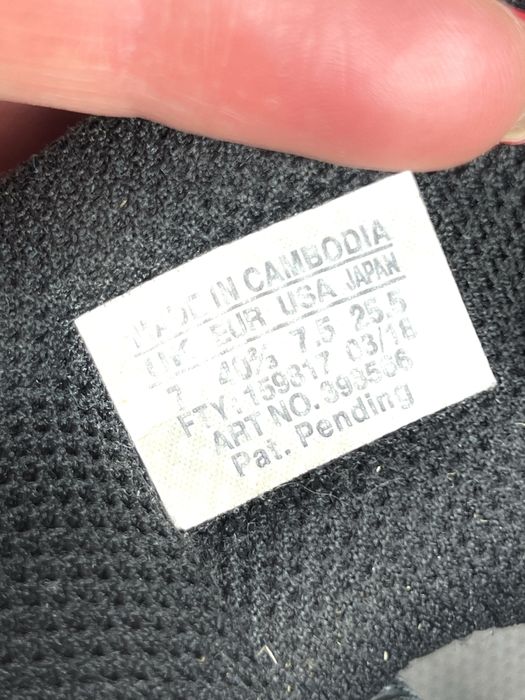 MADE IN CAMBODIA
UK EUR USA JAPAN
7 40⅔ 7.5 25.5
FTY: 159817 03/18
ART NO. 393506
Pat. Pending